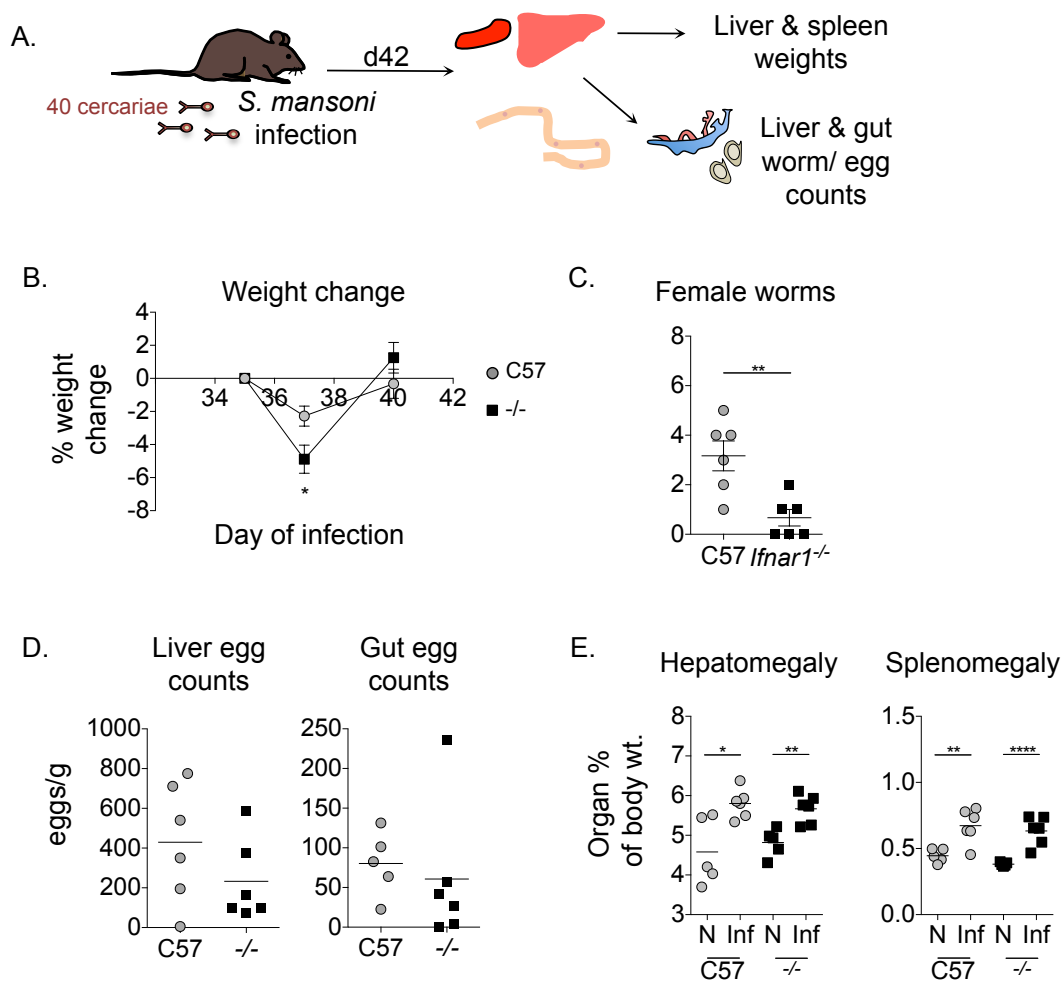 A.
40 cercariae
S. mansoni
infection
d42
Liver & spleen
weights
Liver & gut
worm/ egg
counts
B.
Weight change
% weight
change
4
2
0
-2
-4
-6
-8
34
36
38
40
42
*
Day of infection
C57
-/-
C.
Female worms
8
6
4
2
0
**
C57
Ifnar1-/-
D.
Liver egg
counts
eggs/g
1000
800
600
400
200
0
C57
-/-
Gut egg
counts
250
200
150
100
50
0
C57
-/-
E.
Hepatomegaly
Organ %
of body wt.
8
7
6
5
4
3
*
**
N Inf N Inf
C57 -/-
Splenomegaly
1.5
1.0
0.5
0.0
**
****
N Inf N Inf
C57 -/-